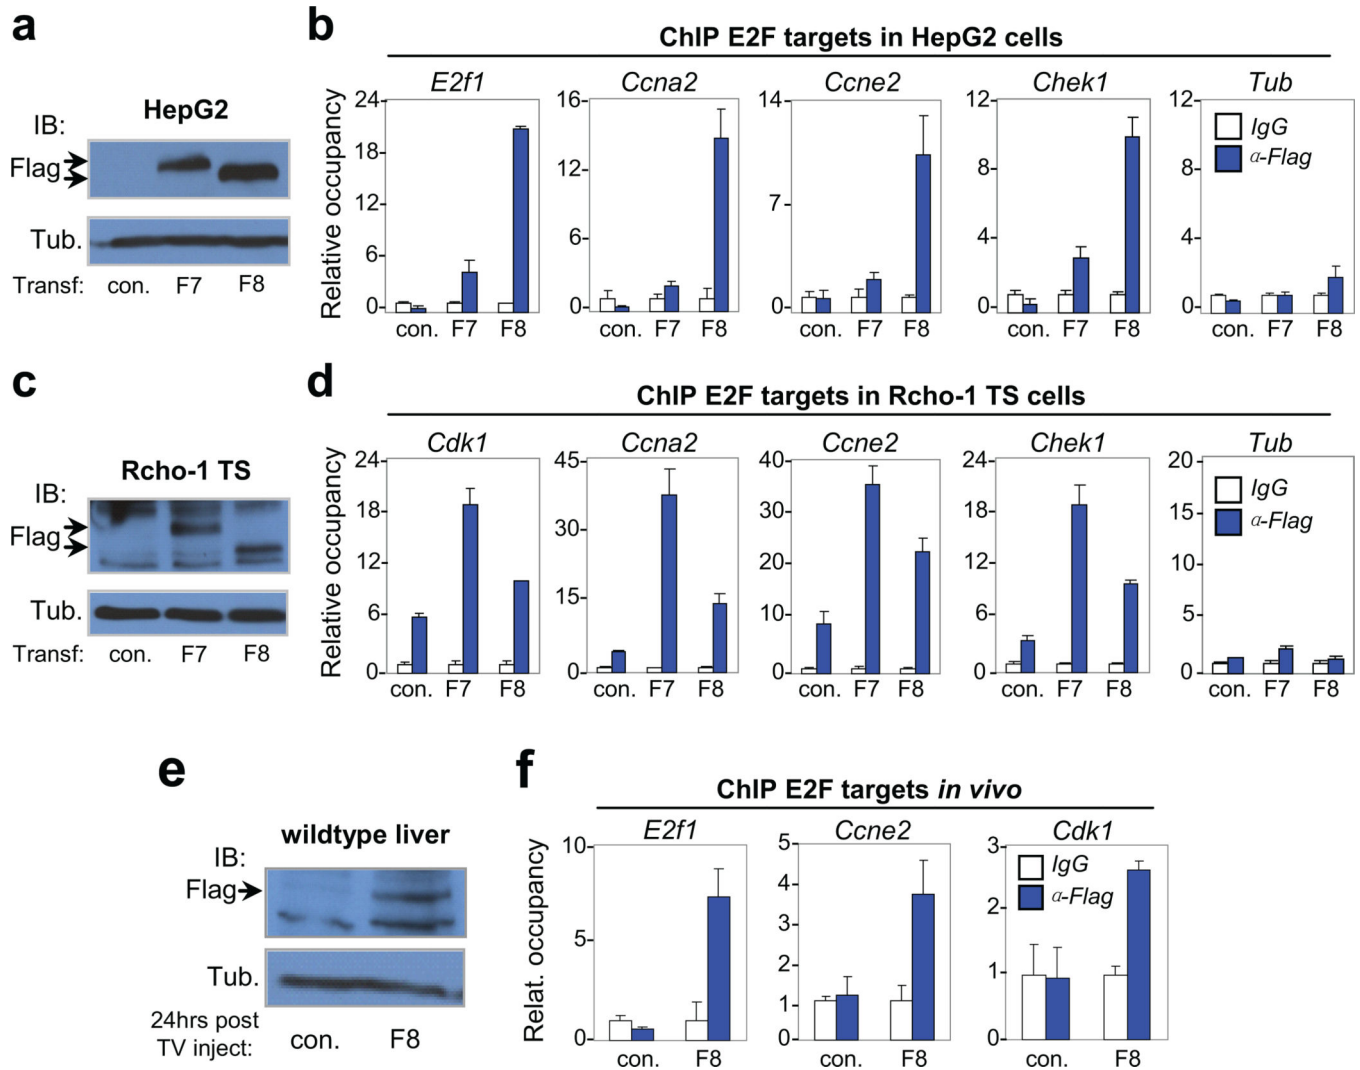 a
HepG2
IB:
Flag
Tub.
Transf: con. F7 F8
b
ChIP E2F targets in HepG2 cells
E2f1 Ccna2 Ccne2 Chek1 Tub
Relative occupancy
24 18 12 6 0
16 12 6 0
14 7 0
12 8 4 0
12 8 4 0
IgG
α-Flag
con. F7 F8 con. F7 F8 con. F7 F8 con. F7 F8 con. F7 F8
c
Rcho-1 TS
IB:
Flag
Tub.
Transf: con. F7 F8
d
ChIP E2F targets in Rcho-1 TS cells
Cdk1 Ccna2 Ccne2 Chek1 Tub
Relative occupancy
24 18 12 6 0
45 30 15 0
40 30 20 10 0
24 18 12 6 0
20 15 10 5 0
IgG
α-Flag
con. F7 F8 con. F7 F8 con. F7 F8 con. F7 F8 con. F7 F8
e
wildtype liver
IB:
Flag
Tub.
24hrs post
TV inject: con. F8
f
ChIP E2F targets in vivo
E2f1 Ccne2 Cdk1
Relat. occupancy
10 5 0
5 4 3 2 1 0
3 2 1 0
IgG
α-Flag
con. F8 con. F8 con. F8